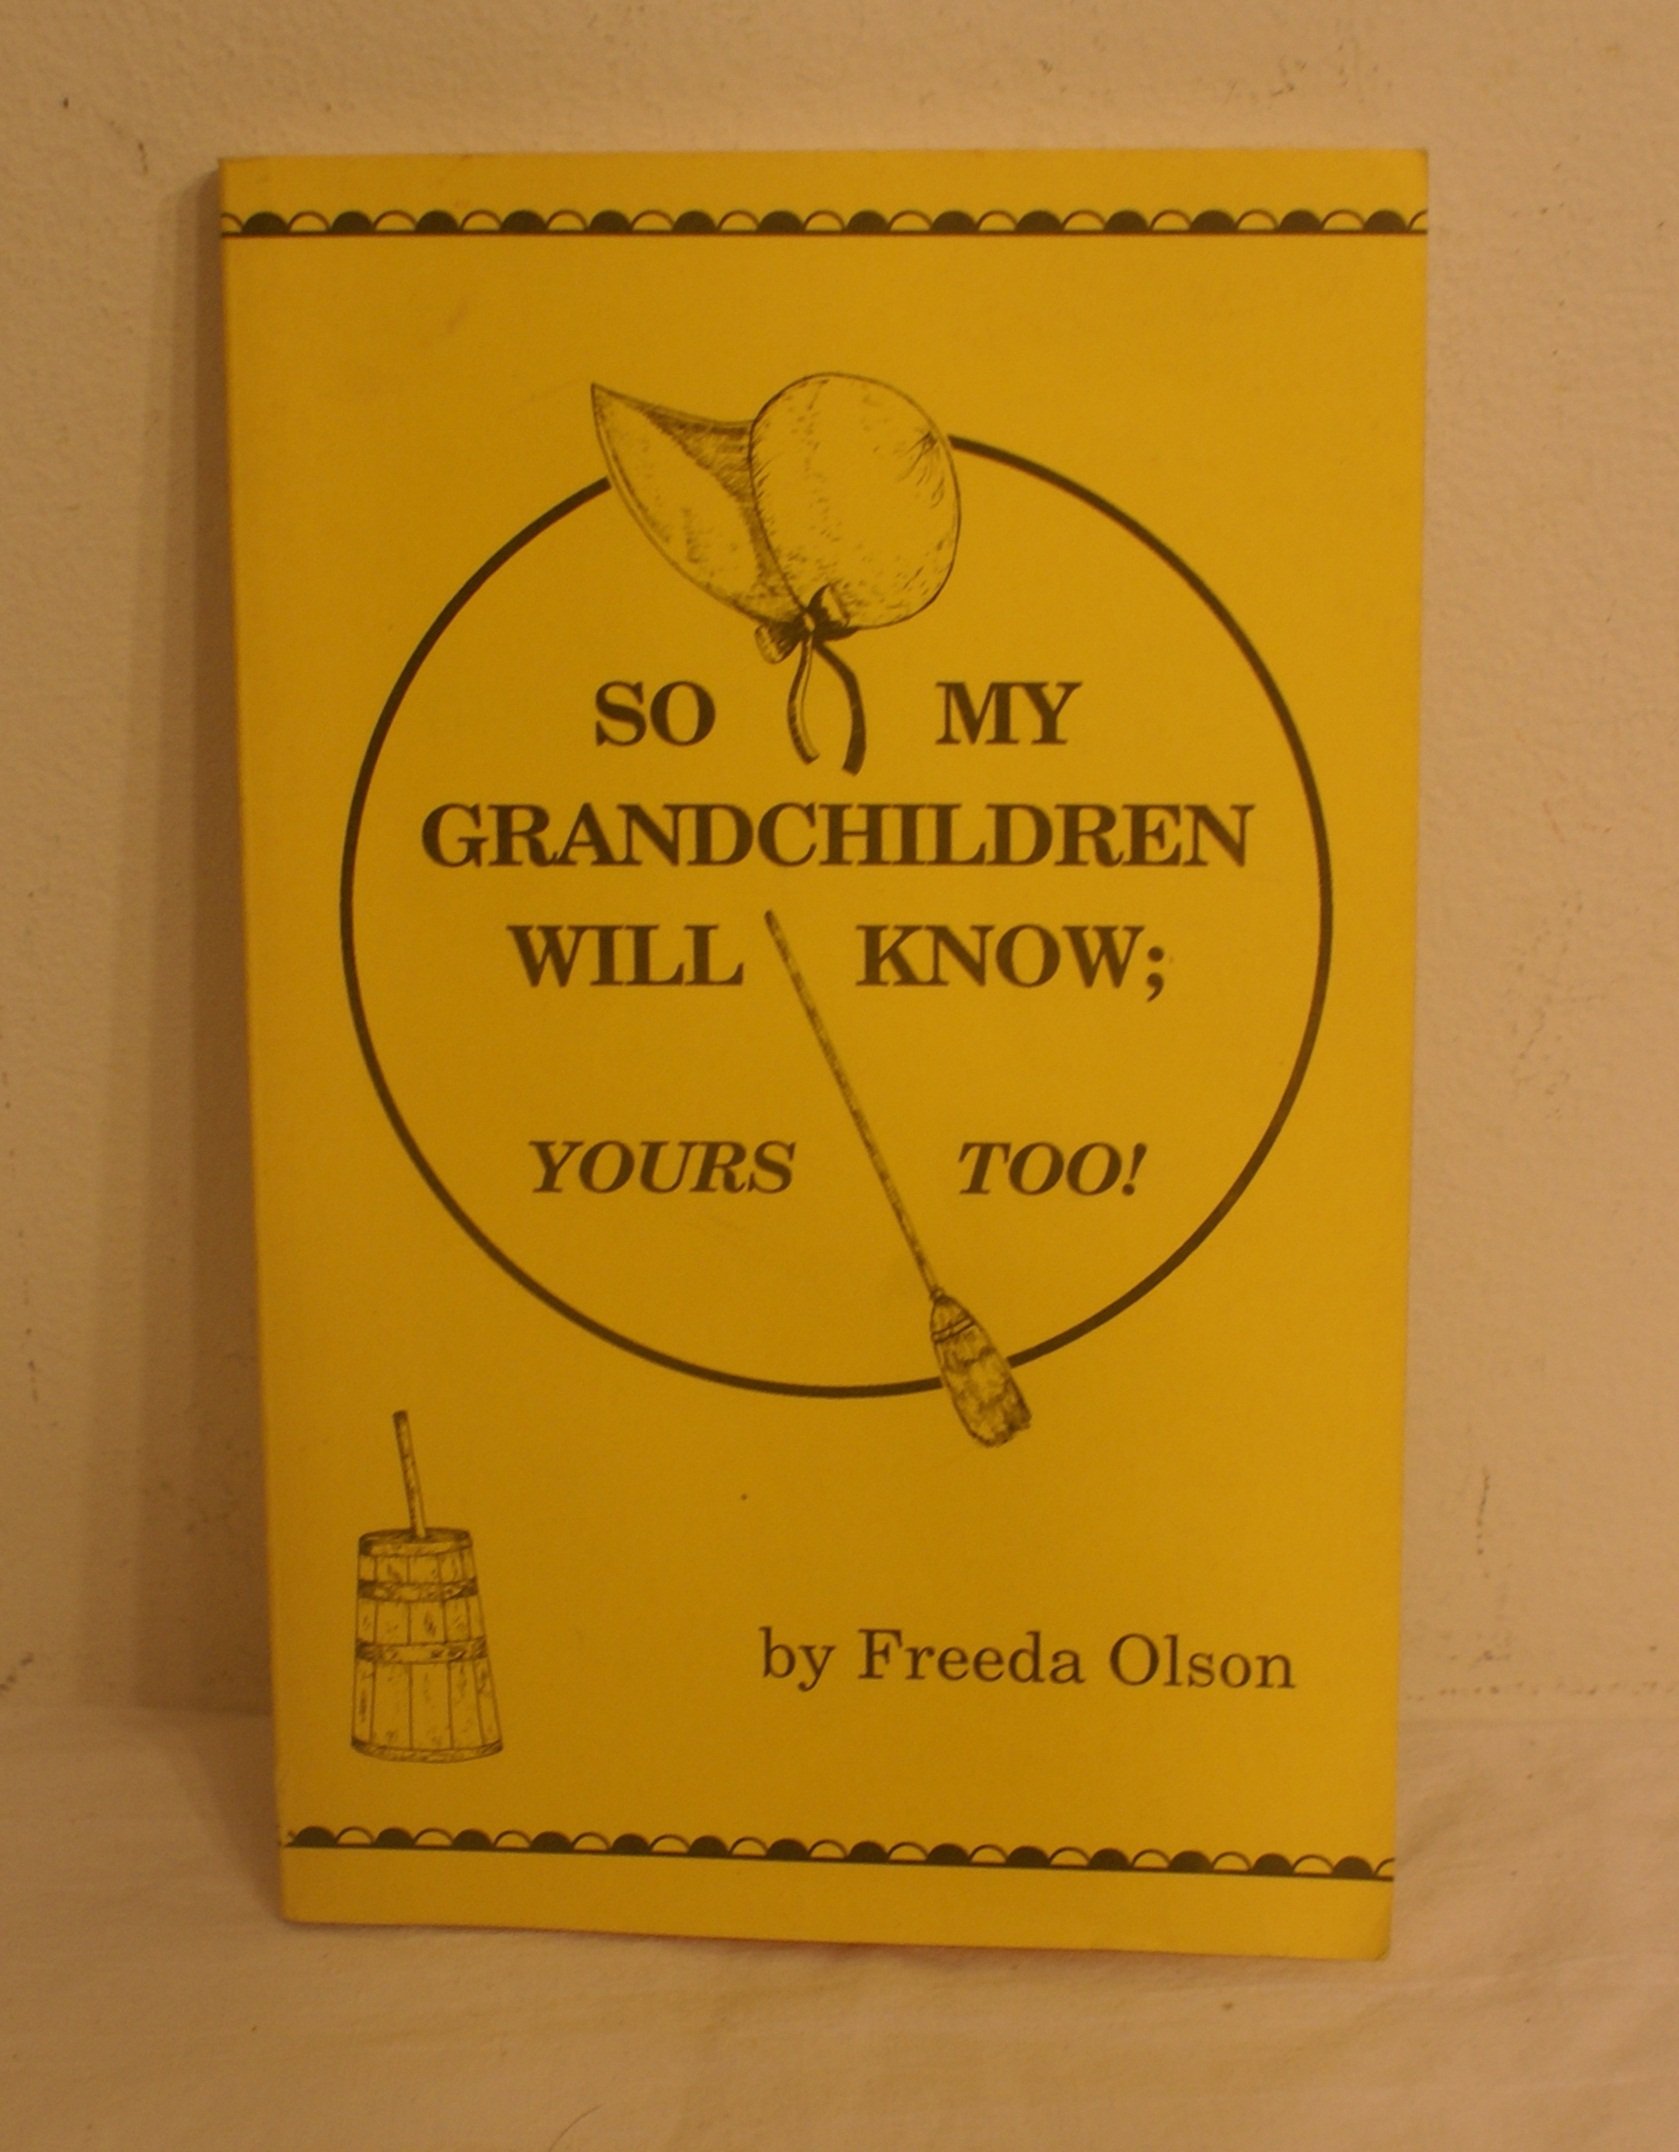 SO MY
GRANDCHILDREN
WILL KNOW;
YOURS TOO!
by Freeda Olson